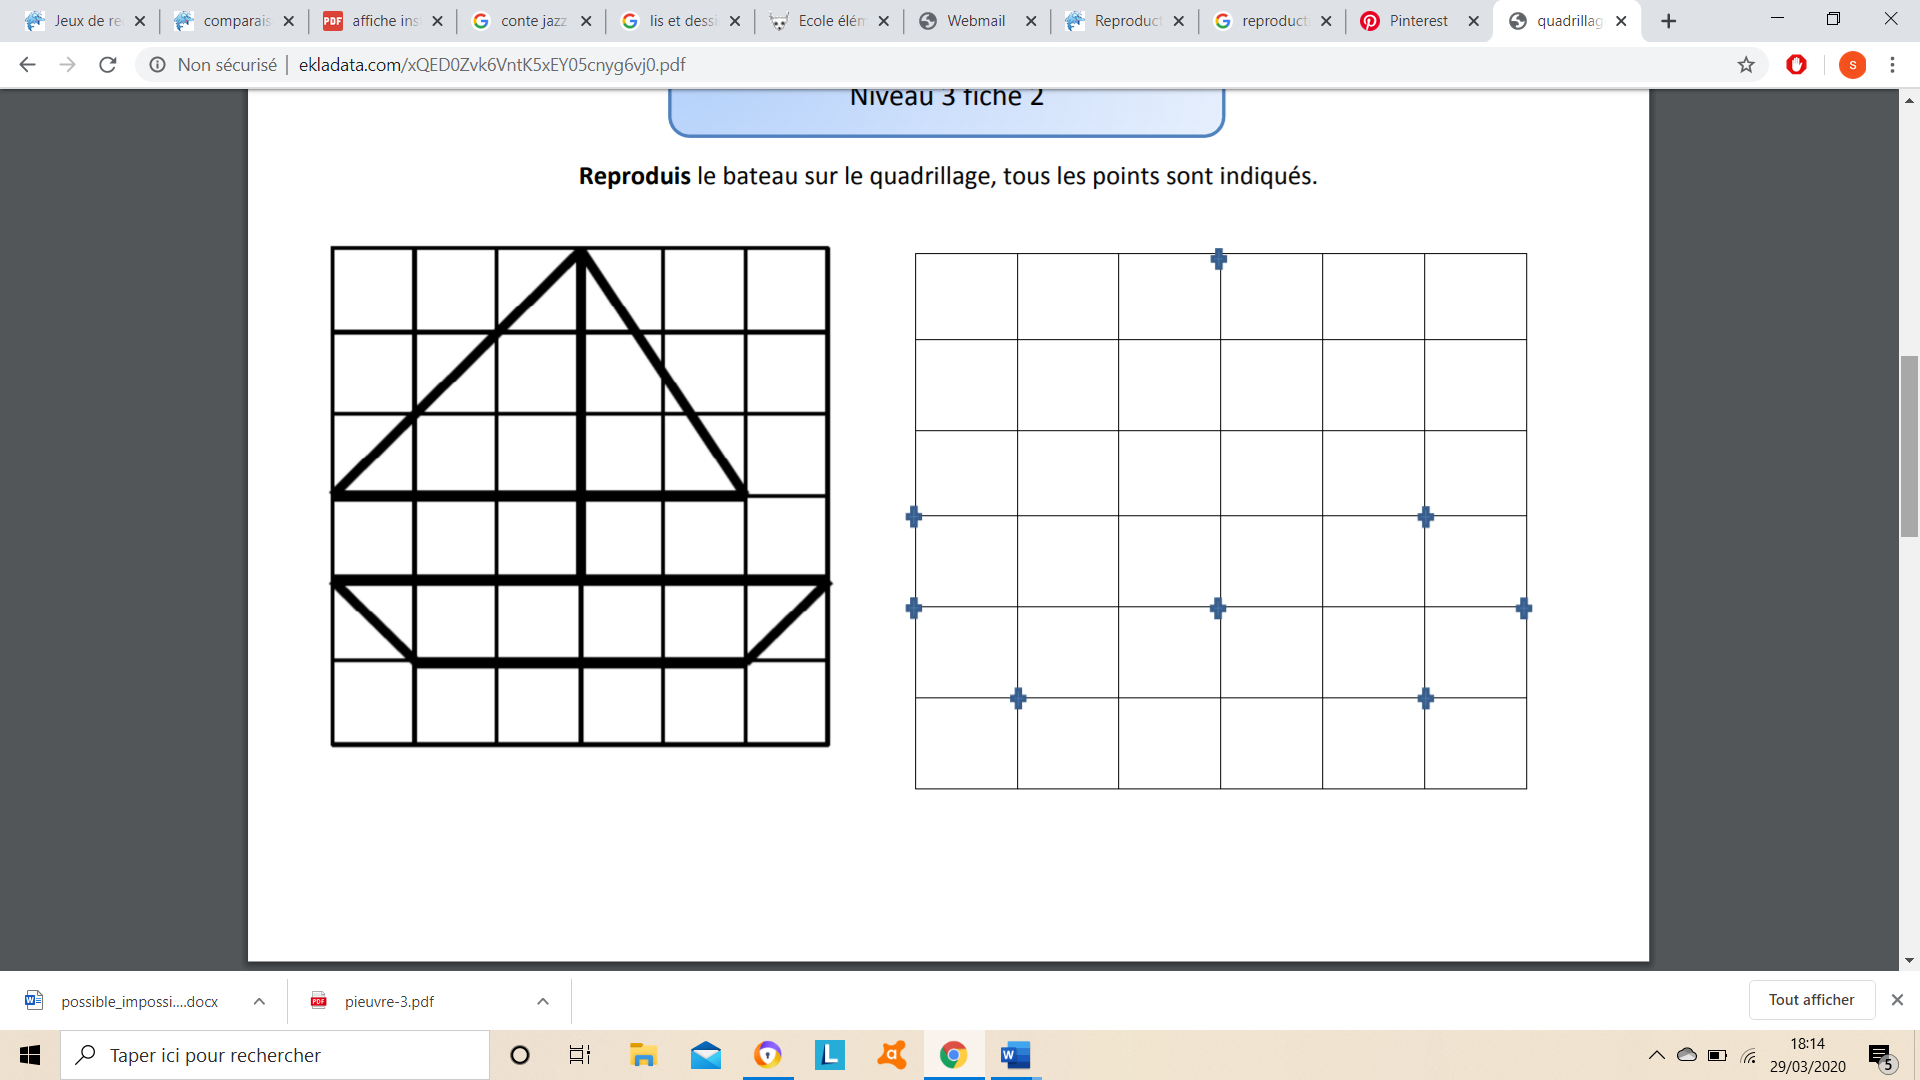 Jeux de re
comparais
affiche ins
conte jazz
lis et dessi
Ecole élém
Webmail
Reproduct
reproducti
Pinterest
quadrillag
Non sécurisé | ekladata.com/xQED0Zvk6VntK5xEY05cnyg6vj0.pdf
s
Niveau 3 fiche 2
Reproduis le bateau sur le quadrillage, tous les points sont indiqués.
possible_impossi....docx
pieuvre-3.pdf
Tout afficher
Taper ici pour rechercher
18:14
29/03/2020
5